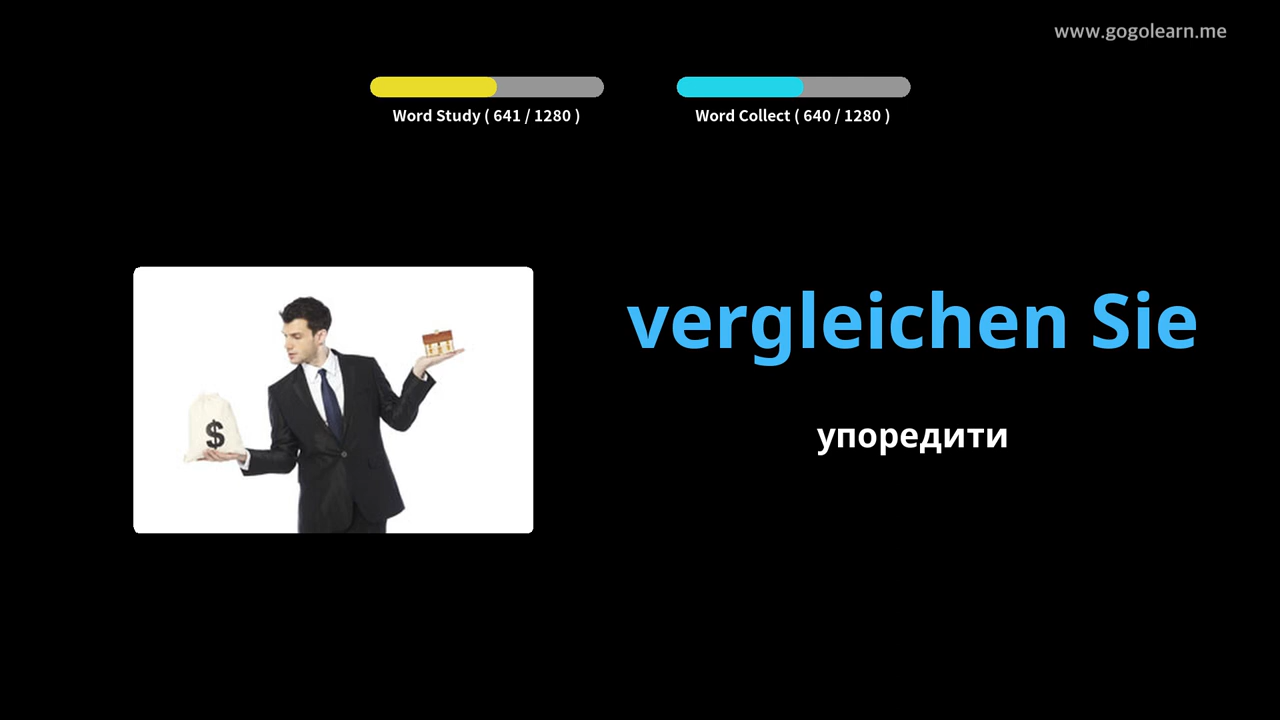 www.gogolearn.me
Word Study ( 641 / 1280 )
Word Collect ( 640 / 1280 )
vergleichen Sie
упоредити
$